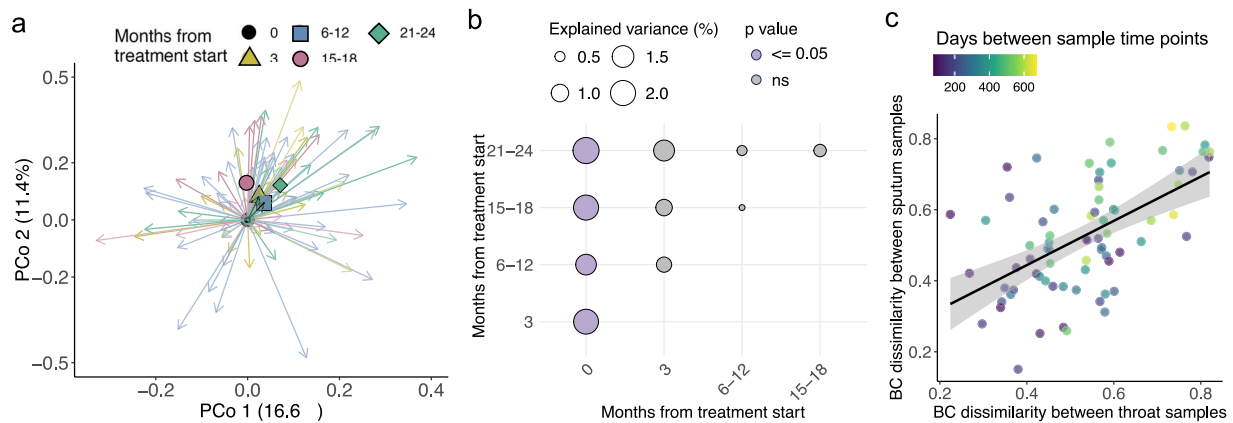 a
Months from
treatment start
0
6-12
21-24
3
15-18
0.5
0.2
0.0
−0.2
−0.5
−0.2
0.0
0.2
0.4
PCo 2 (11.4%)
PCo 1 (16.6 )
b
Explained variance (%)
0.5
1.5
1.0
2.0
p value
<= 0.05
ns
21−24
15−18
6−12
3
0
3
6−12
15−18
Months from treatment start
Months from treatment start
c
Days between sample time points
200
400
600
0.8
0.6
0.4
0.2
0.2
0.4
0.6
0.8
BC dissimilarity between sputum samples
BC dissimilarity between throat samples